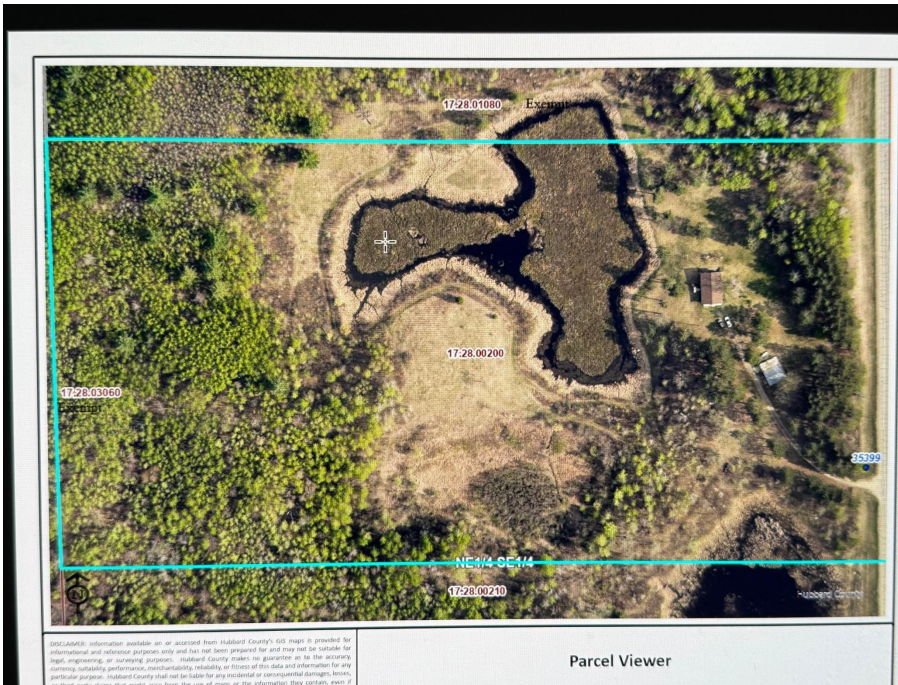 17-28.01080 Exempt
17-28.00200
17-28.03060
Exempt
35399
NE1/4 SE1/4
N
17-28.00210
Hubbard County
DISCLAIMER: Information available on or accessed from Hubbard County's GIS maps is provided for
informational and reference purposes only and has not been prepared for and may not be suitable for
legal, engineering, or surveying purposes. Hubbard County makes no guarantee as to the accuracy,
currency, suitability, performance, merchantability, reliability, or fitness of this data and information for any
particular purpose. Hubbard County shall not be liable for any incidental or consequential damages, losses,
Parcel Viewer